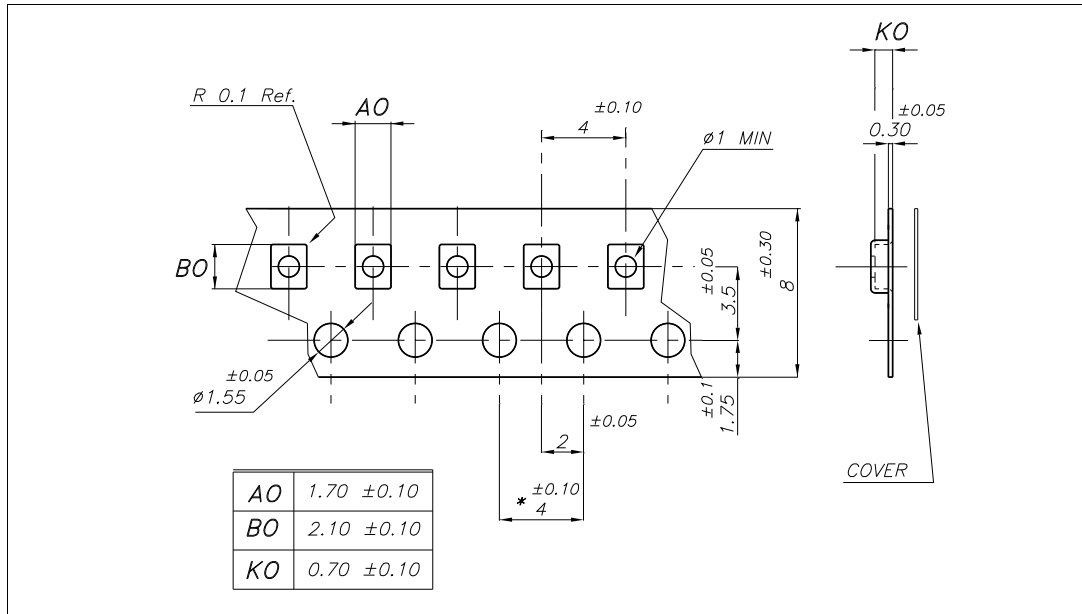 KO
R 0.1 Ref.
AO
±0.10
4
ø1 MIN
±0.05
0.30
BO
±0.05
3.5
±0.30
8
±0.05
ø1.55
±0.1
1.75
±0.05
2
COVER
* ±0.10
4
AO 1.70 ±0.10
BO 2.10 ±0.10
KO 0.70 ±0.10